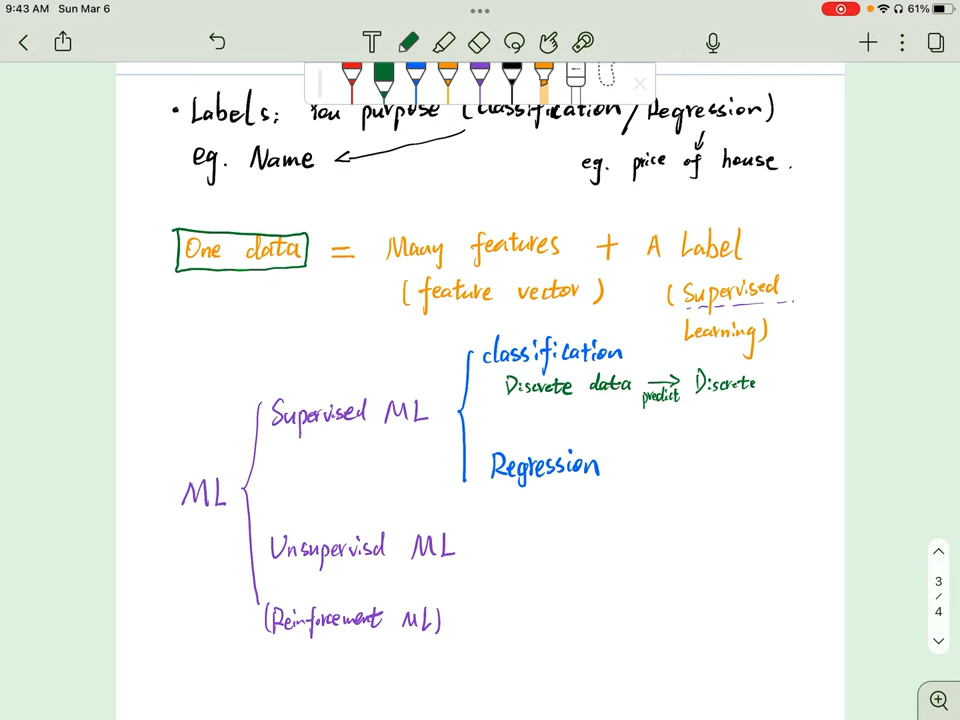 9:43 AM Sun Mar 6
61%
• Labels: You purpose (Classification/Regression)
eg. Name
eg. price of house.
One data = Many features + A Label
(feature vector) (Supervised
Learning)
classification
Discrete data predict Discrete
Supervised ML
Regression
ML
Unsupervisd ML
(Reinforcement ML)
3
/
4